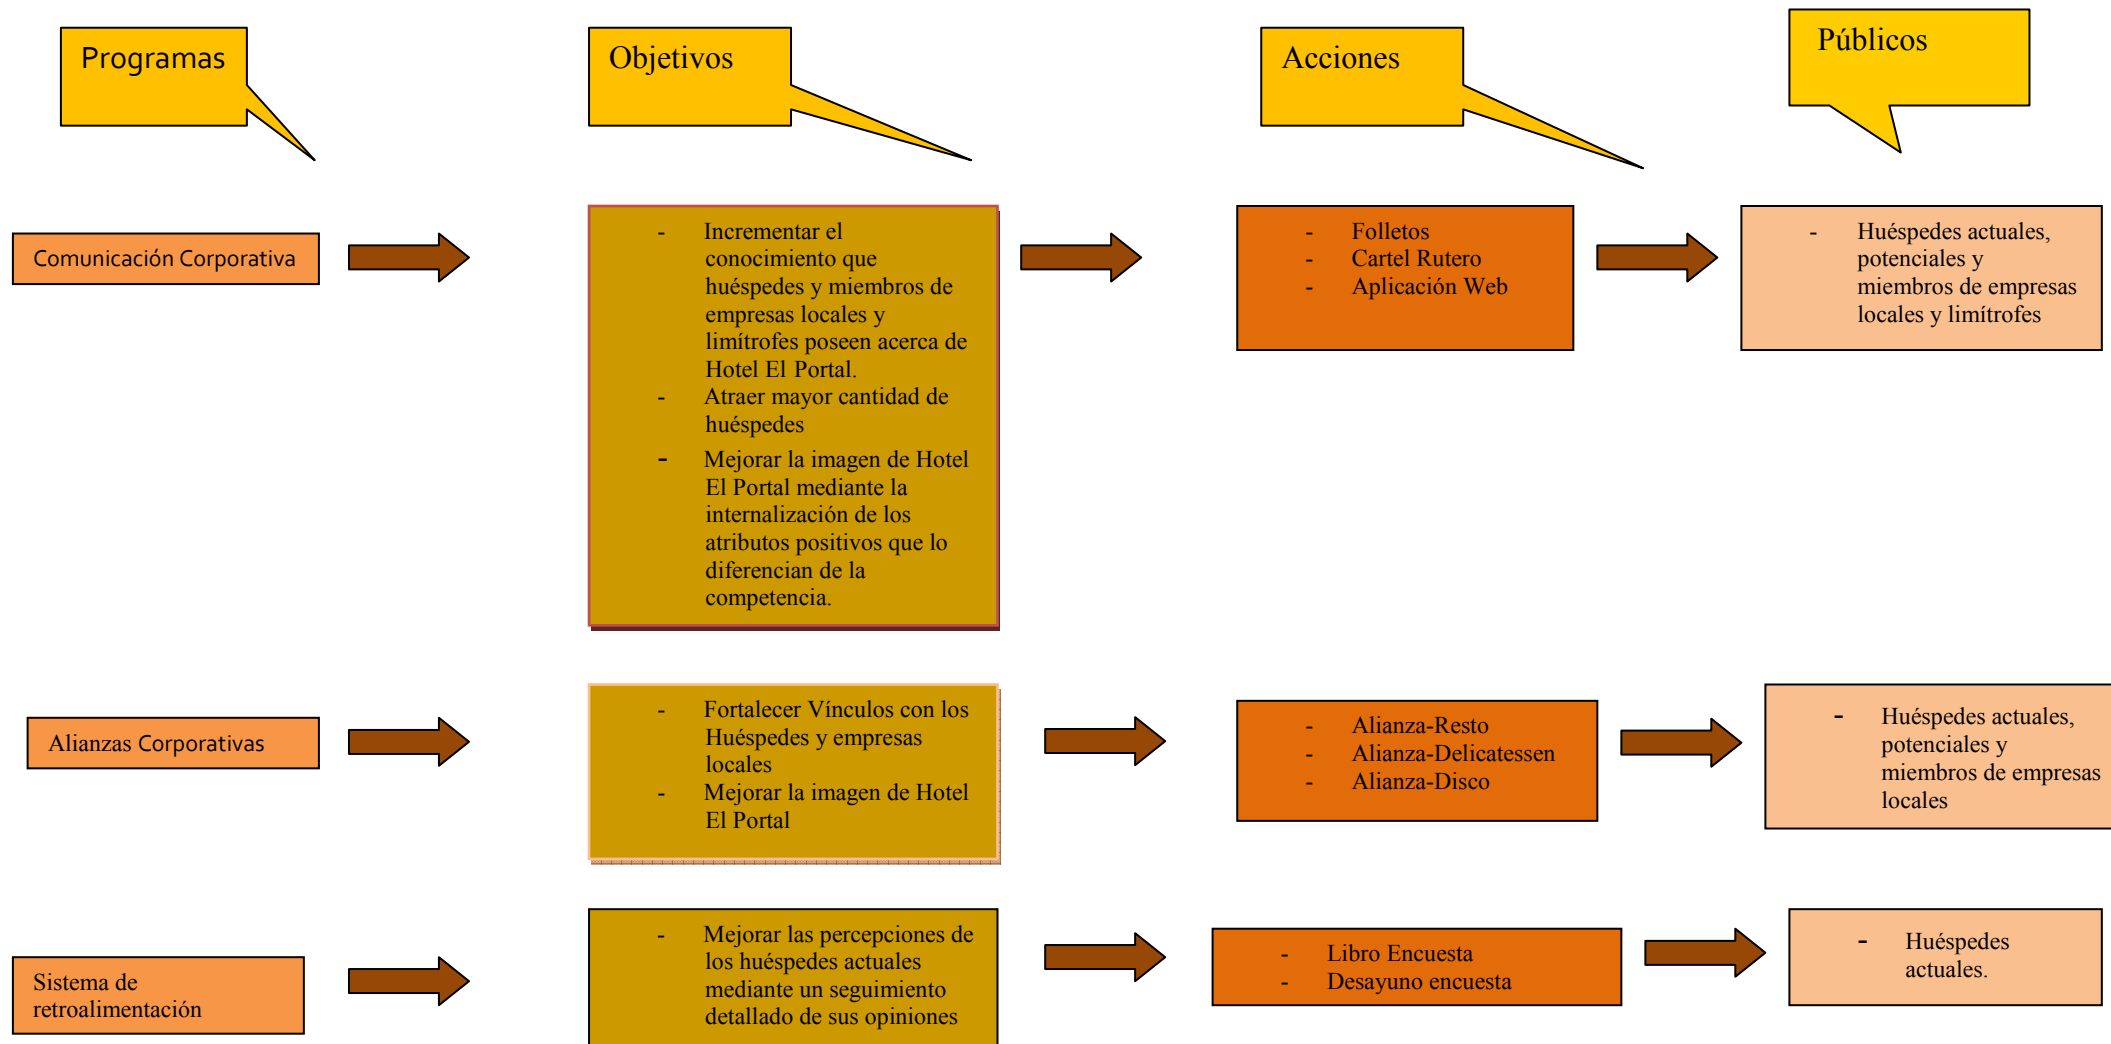 Programas
Objetivos
Acciones
Públicos
Comunicación Corporativa
- Incrementar el
conocimiento que
huéspedes y miembros de
empresas locales y
limítrofes poseen acerca de
Hotel El Portal.
- Atraer mayor cantidad de
huéspedes
- Mejorar la imagen de Hotel
El Portal mediante la
internalización de los
atributos positivos que lo
diferencian de la
competencia.
- Folletos
- Cartel Rutero
- Aplicación Web
- Huéspedes actuales,
potenciales y
miembros de empresas
locales y limítrofes
Alianzas Corporativas
- Fortalecer Vínculos con los
Huéspedes y empresas
locales
- Mejorar la imagen de Hotel
El Portal
- Alianza-Resto
- Alianza-Delicatessen
- Alianza-Disco
- Huéspedes actuales,
potenciales y
miembros de empresas
locales
Sistema de
retroalimentación
- Mejorar las percepciones de
los huéspedes actuales
mediante un seguimiento
detallado de sus opiniones
- Libro Encuesta
- Desayuno encuesta
- Huéspedes
actuales.